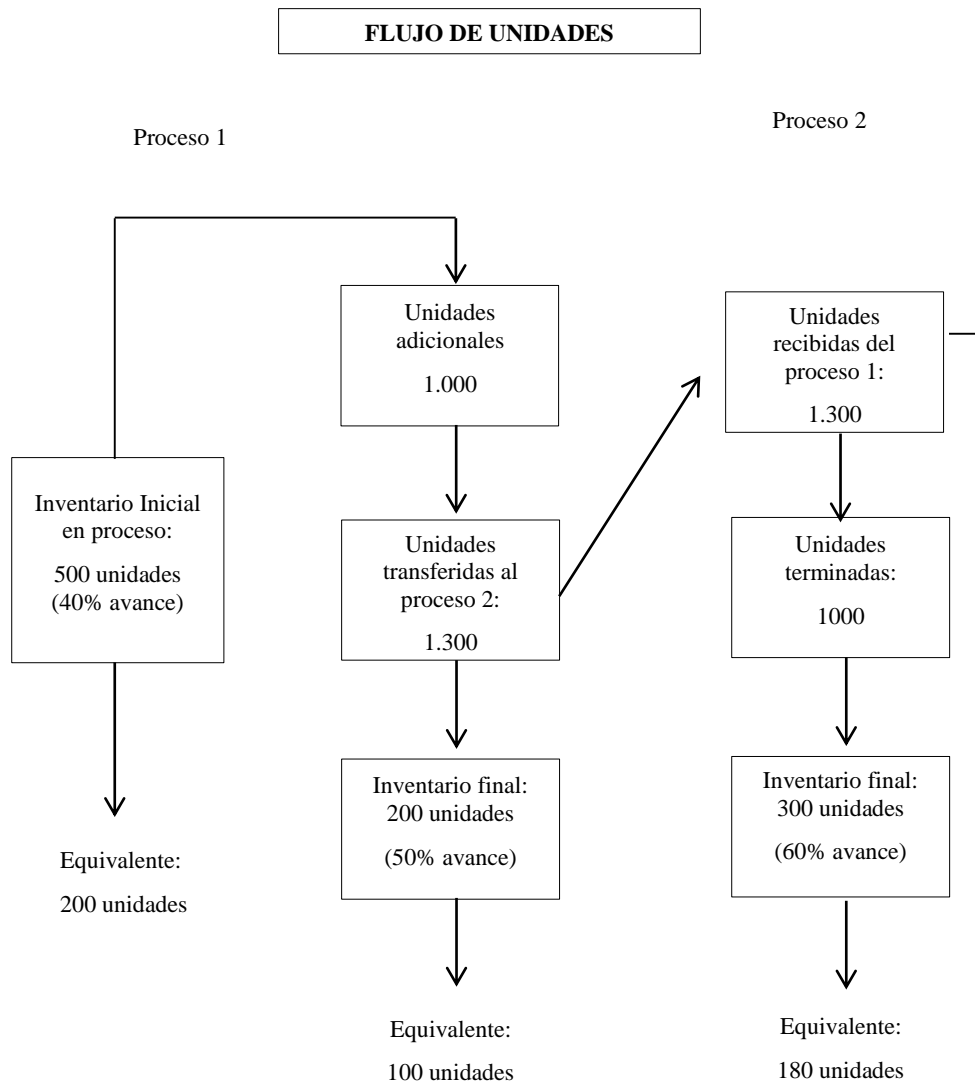 FLUJO DE UNIDADES
Proceso 1
Proceso 2
Inventario Inicial
en proceso:
500 unidades
(40% avance)
Equivalente:
200 unidades
Unidades
adicionales
1.000
Unidades
transferidas al
proceso 2:
1.300
Inventario final:
200 unidades
(50% avance)
Equivalente:
100 unidades
Unidades
recibidas del
proceso 1:
1.300
Unidades
terminadas:
1000
Inventario final:
300 unidades
(60% avance)
Equivalente:
180 unidades